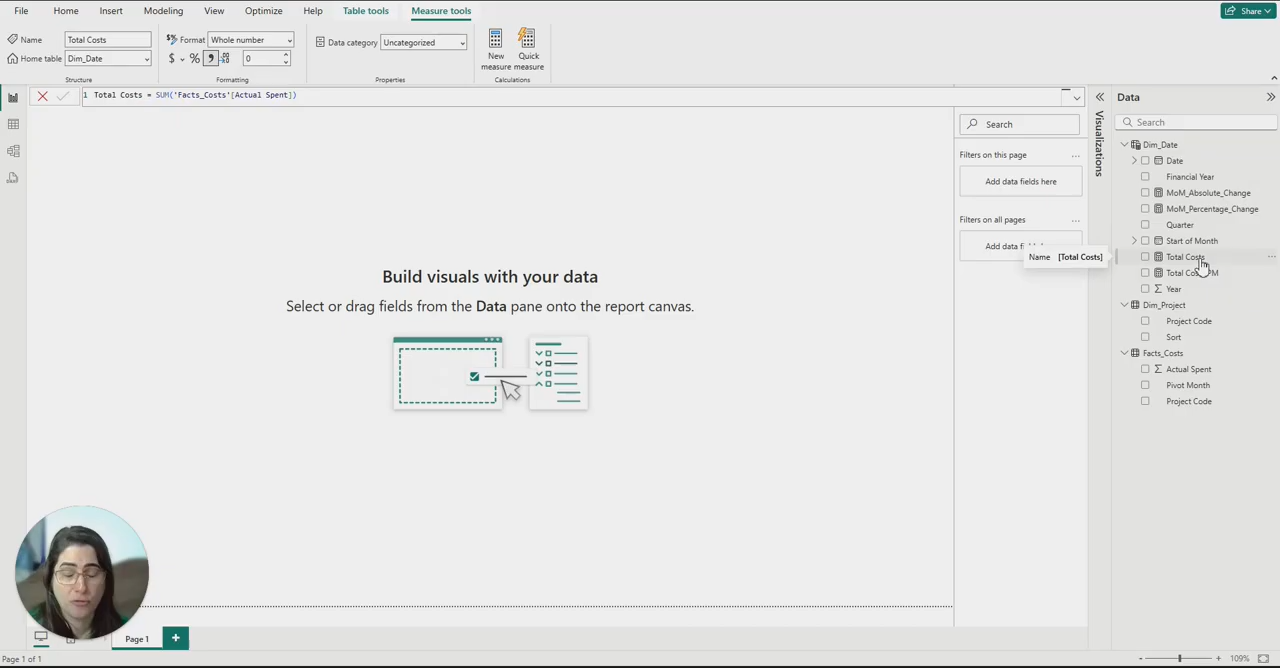 File Home Insert Modeling View Optimize Help Table tools Measure tools Share
Name Total Costs Format Whole number Data category Uncategorized New measure Quick measure
Home table Dim_Date $ % 0
Structure Formatting Properties Calculations
1 Total Costs = SUM('Facts_Costs'[Actual Spent])
Search
Filters on this page ...
Add data fields here
Filters on all pages ...
Build visuals with your data
Select or drag fields from the Data pane onto the report canvas.
Visualizations
Name [Total Costs]
Data
Search
Dim_Date
Date
Financial Year
MoM_Absolute_Change
MoM_Percentage_Change
Quarter
Start of Month
Total Costs ...
Year
Dim_Project
Project Code
Sort
Facts_Costs
Actual Spent
Pivot Month
Project Code
Page 1
Page 1 of 1
- + 109%